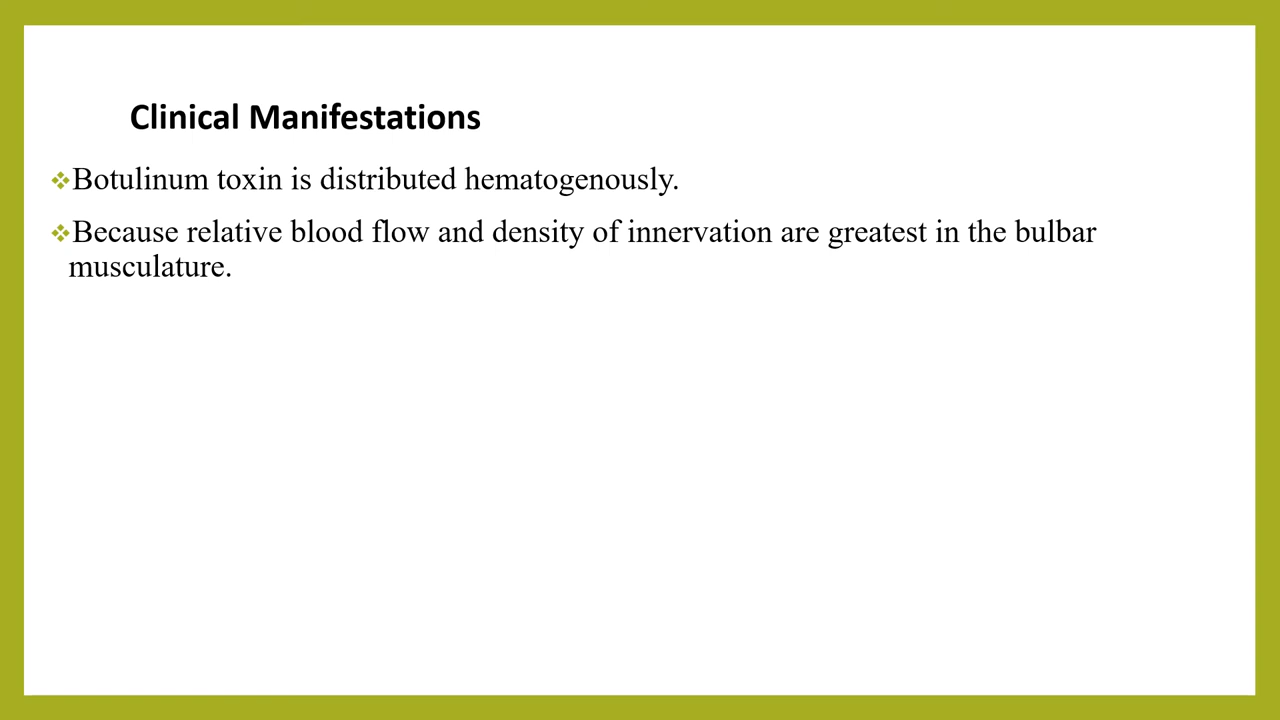 Clinical Manifestations
❖Botulinum toxin is distributed hematogenously.
❖Because relative blood flow and density of innervation are greatest in the bulbar
musculature.